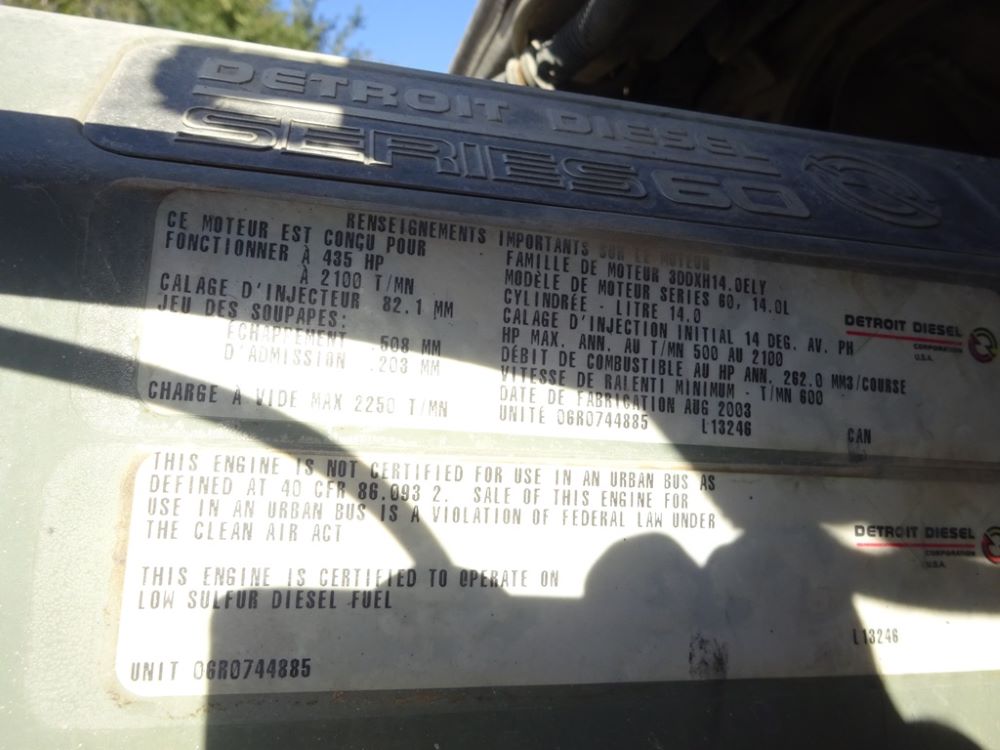 DETROIT DIESEL
SERIES 60
RENSEIGNEMENTS IMPORTANTS SUR LE MOTEUR
CE MOTEUR EST CONÇU POUR
FONCTIONNER À 435 HP
À 2100 T/MN
CALAGE D'INJECTEUR 82.1 MM
JEU DES SOUPAPES:
ECHAPPEMENT .508 MM
D'ADMISSION .203 MM
CHARGE À VIDE MAX 2250 T/MN
FAMILLE DE MOTEUR 3DDXH14.0ELY
MODÈLE DE MOTEUR SERIES 60, 14.0L
CYLINDRÉE - LITRE 14.0
CALAGE D'INJECTION INITIAL 14 DEG. AV. PH
HP MAX. ANN. AU T/MN 500 AU 2100
DÉBIT DE COMBUSTIBLE AU HP ANN. 262.0 MM3/COURSE
VITESSE DE RALENTI MINIMUM - T/MN 600
DATE DE FABRICATION AUG 2003
UNITÉ 06R0744885 L13246 CAN
DETROIT DIESEL
CORPORATION
U.S.A.
THIS ENGINE IS NOT CERTIFIED FOR USE IN AN URBAN BUS AS
DEFINED AT 40 CFR 86.093 2. SALE OF THIS ENGINE FOR
USE IN AN URBAN BUS IS A VIOLATION OF FEDERAL LAW UNDER
THE CLEAN AIR ACT
THIS ENGINE IS CERTIFIED TO OPERATE ON
LOW SULFUR DIESEL FUEL
DETROIT DIESEL
CORPORATION
U.S.A.
UNIT 06R0744885 L13246